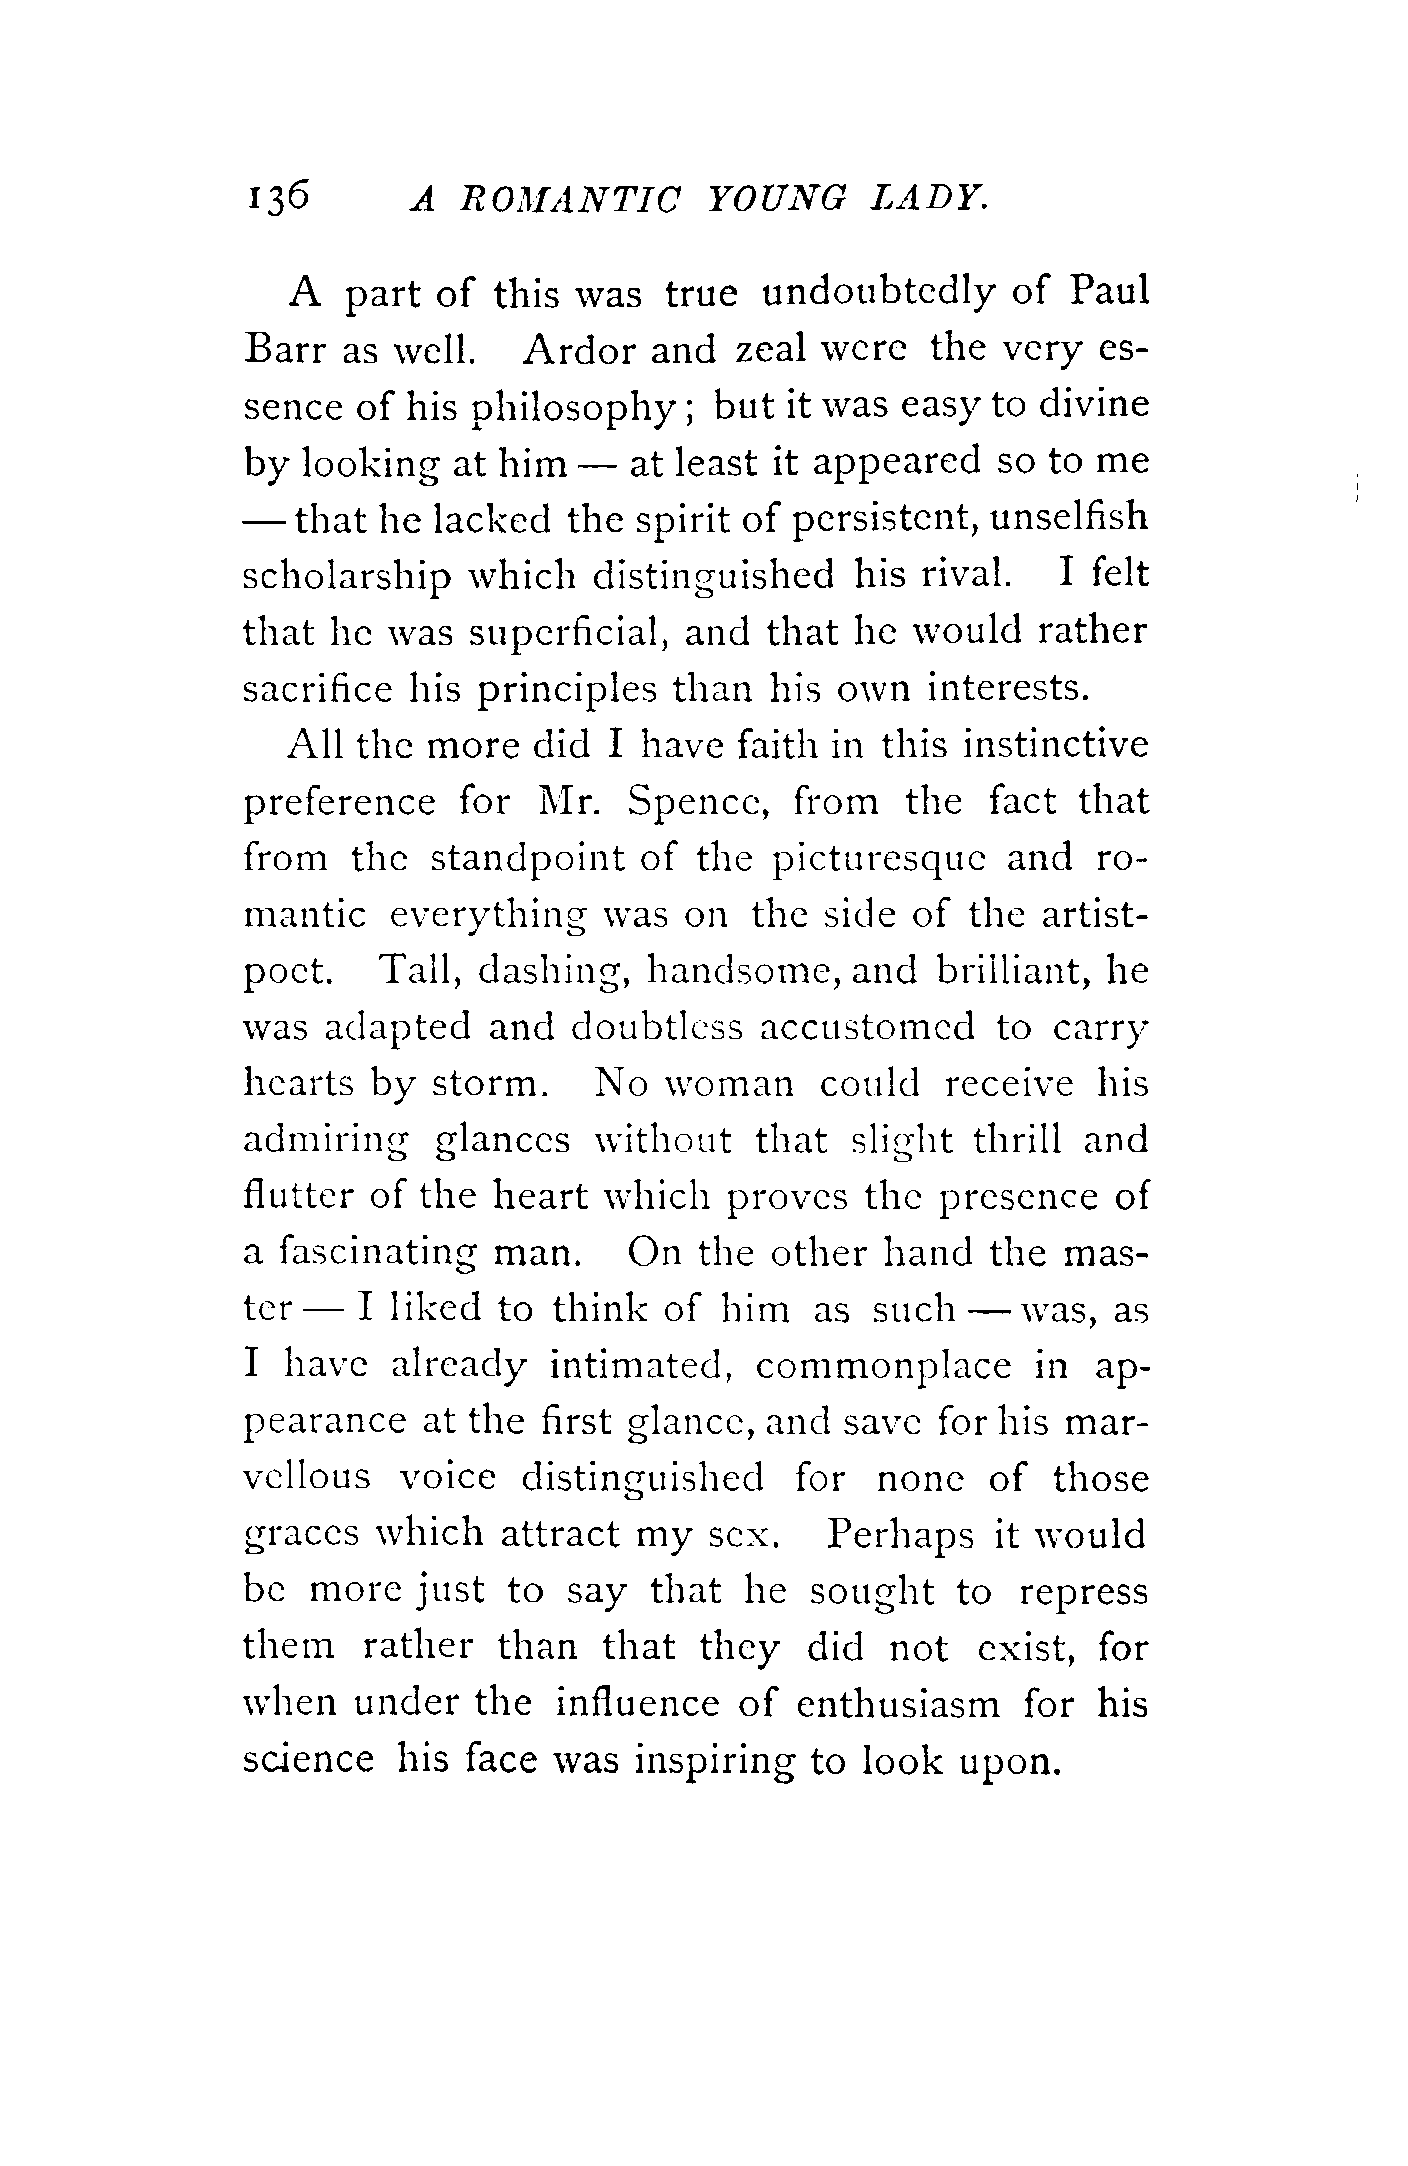 136 A ROMANTIC YOUNG LADY.
A part of this was true undoubtedly of Paul
Barr as well. Ardor and zeal were the very es-
sence of his philosophy; but it was easy to divine
by looking at him — at least it appeared so to me
— that he lacked the spirit of persistent, unselfish
scholarship which distinguished his rival. I felt
that he was superficial, and that he would rather
sacrifice his principles than his own interests.
All the more did I have faith in this instinctive
preference for Mr. Spence, from the fact that
from the standpoint of the picturesque and ro-
mantic everything was on the side of the artist-
poet. Tall, dashing, handsome, and brilliant, he
was adapted and doubtless accustomed to carry
hearts by storm. No woman could receive his
admiring glances without that slight thrill and
flutter of the heart which proves the presence of
a fascinating man. On the other hand the mas-
ter — I liked to think of him as such — was, as
I have already intimated, commonplace in ap-
pearance at the first glance, and save for his mar-
vellous voice distinguished for none of those
graces which attract my sex. Perhaps it would
be more just to say that he sought to repress
them rather than that they did not exist, for
when under the influence of enthusiasm for his
science his face was inspiring to look upon.